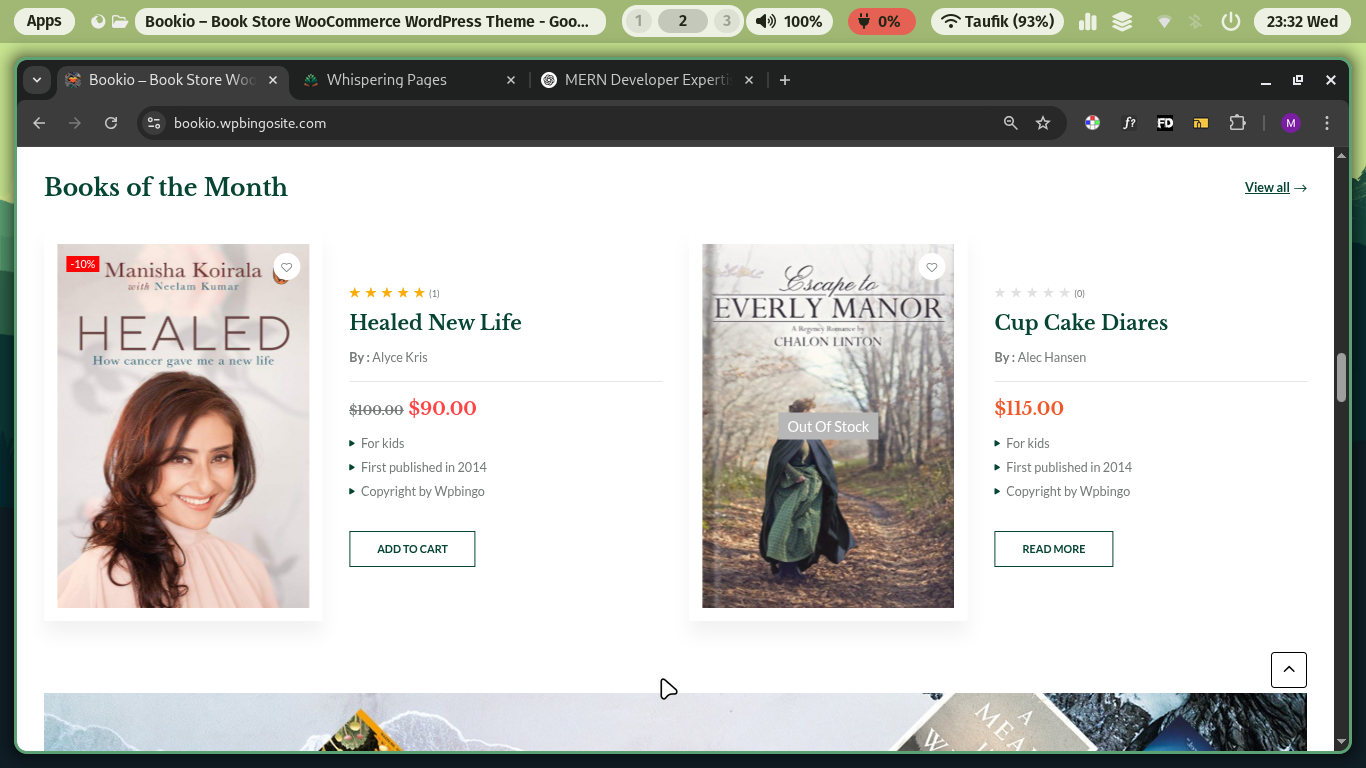 Apps
Bookio – Book Store WooCommerce WordPress Theme - Goo...
1 2 3
100%
0%
Taufik (93%)
23:32 Wed
Bookio – Book Store Woo
Whispering Pages
MERN Developer Experti
bookio.wpbingosite.com
f?
FD
M
Books of the Month
View all →
-10%
Manisha Koirala
with Neelam Kumar
HEALED
How cancer gave me a new life
(1)
Healed New Life
By : Alyce Kris
$100.00 $90.00
For kids
First published in 2014
Copyright by Wpbingo
ADD TO CART
Escape to
EVERLY MANOR
A Regency Romance by
CHALON LINTON
Out Of Stock
(0)
Cup Cake Diares
By : Alec Hansen
$115.00
For kids
First published in 2014
Copyright by Wpbingo
READ MORE
A